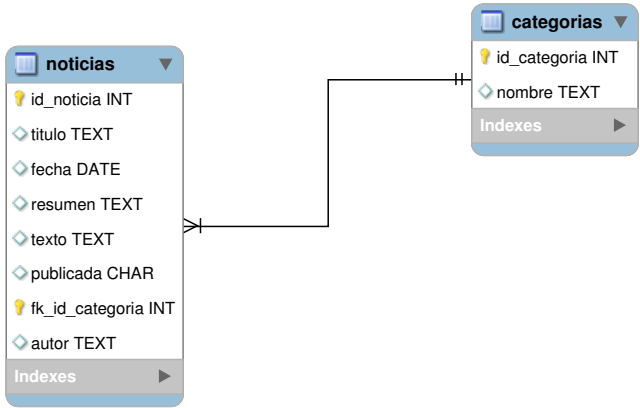 noticias
id_noticia INT
titulo TEXT
fecha DATE
resumen TEXT
texto TEXT
publicada CHAR
fk_id_categoria INT
autor TEXT
Indexes
categorias
id_categoria INT
nombre TEXT
Indexes